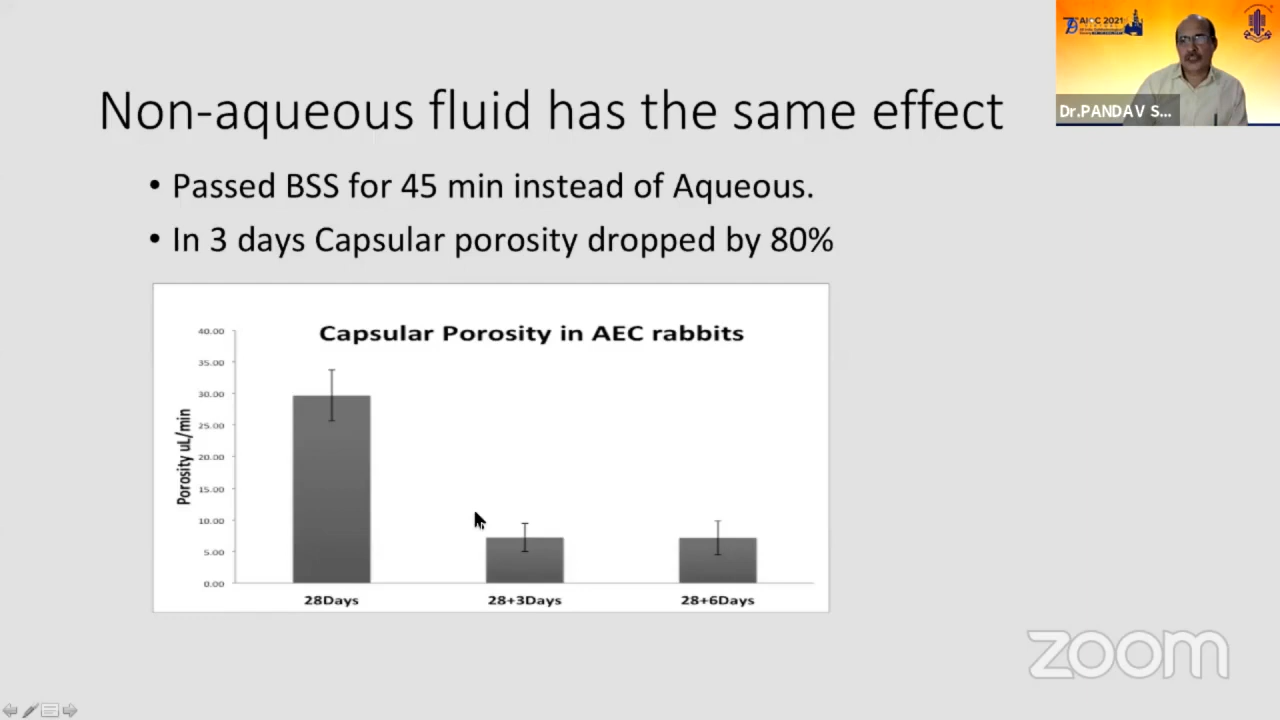 Non-aqueous fluid has the same effect
• Passed BSS for 45 min instead of Aqueous.
• In 3 days Capsular porosity dropped by 80%
Capsular Porosity in AEC rabbits
Porosity uL/min
40.00
35.00
30.00
25.00
20.00
15.00
10.00
5.00
0.00
28Days
28+3Days
28+6Days
AIOC 2021
Dr.PANDAV S...
zoom